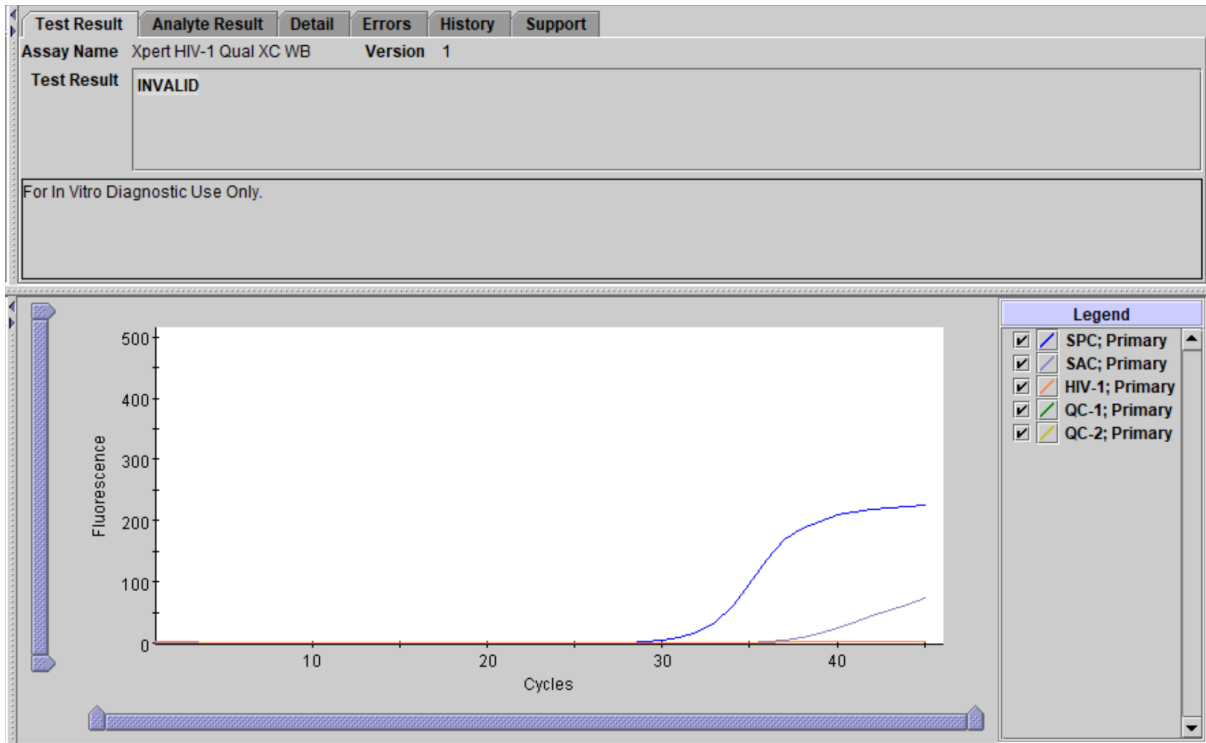 Test Result Analyte Result Detail Errors History Support
Assay Name Xpert HIV-1 Qual XC WB Version 1
Test Result INVALID
For In Vitro Diagnostic Use Only.
Legend
SPC; Primary
SAC; Primary
HIV-1; Primary
QC-1; Primary
QC-2; Primary
500
400
300
200
100
0
Fluorescence
10 20 30 40
Cycles